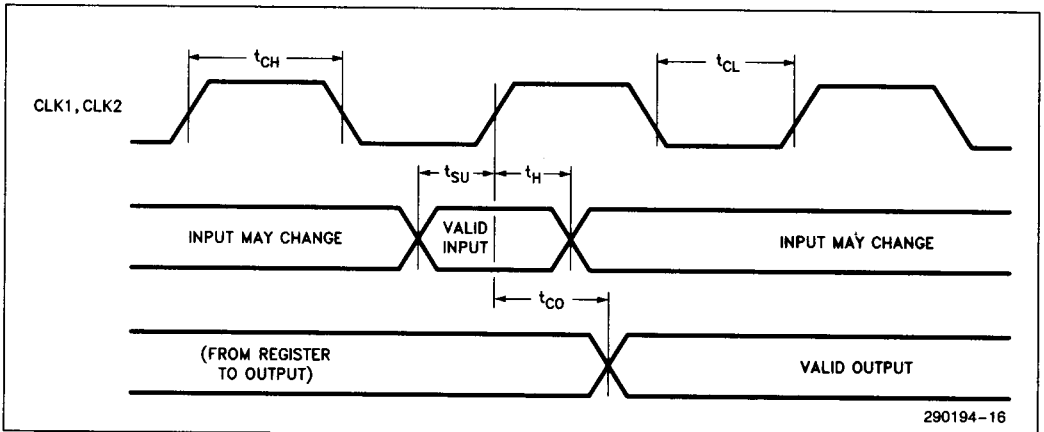 tCH
tCL
CLK1, CLK2
tSU
tH
INPUT MAY CHANGE
VALID
INPUT
INPUT MAY CHANGE
tCO
(FROM REGISTER
TO OUTPUT)
VALID OUTPUT
290194-16